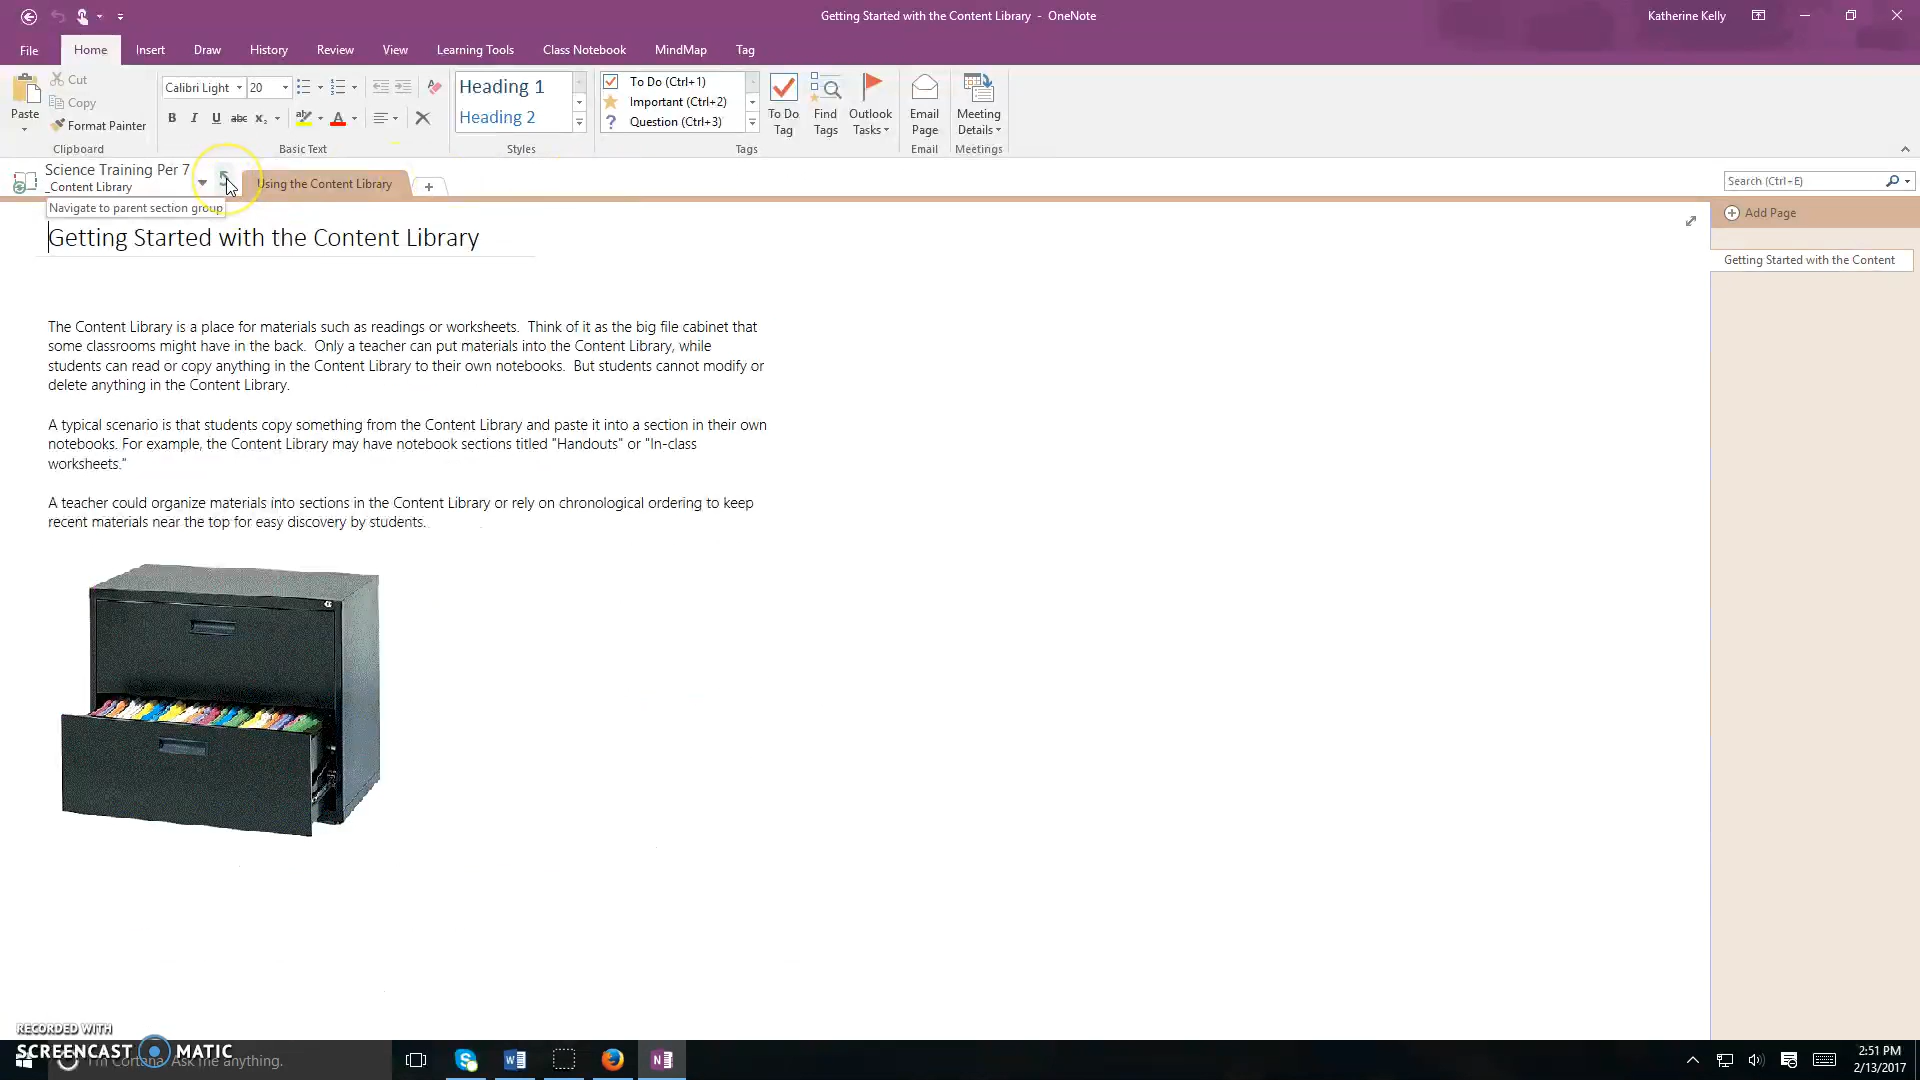 Getting Started with the Content Library - OneNote
Katherine Kelly
File Home Insert Draw History Review View Learning Tools Class Notebook MindMap Tag
Paste
Cut
Copy
Format Painter
Clipboard
Calibri Light 20
Basic Text
Heading 1
Heading 2
Styles
To Do (Ctrl+1)
Important (Ctrl+2)
Question (Ctrl+3)
To Do Tag
Find Tags
Outlook Tasks
Tags
Email Page
Email
Meeting Details
Meetings
Science Training Per 7
_Content Library
Using the Content Library
Search (Ctrl+E)
Navigate to parent section group
Add Page
Getting Started with the Content
Getting Started with the Content Library
The Content Library is a place for materials such as readings or worksheets.  Think of it as the big file cabinet that
some classrooms might have in the back.  Only a teacher can put materials into the Content Library, while
students can read or copy anything in the Content Library to their own notebooks.  But students cannot modify or
delete anything in the Content Library.
A typical scenario is that students copy something from the Content Library and paste it into a section in their own
notebooks. For example, the Content Library may have notebook sections titled "Handouts" or "In-class
worksheets."
A teacher could organize materials into sections in the Content Library or rely on chronological ordering to keep
recent materials near the top for easy discovery by students.
RECORDED WITH
SCREENCAST MATIC
I'm Cortana. Ask me anything.
2:51 PM
2/13/2017